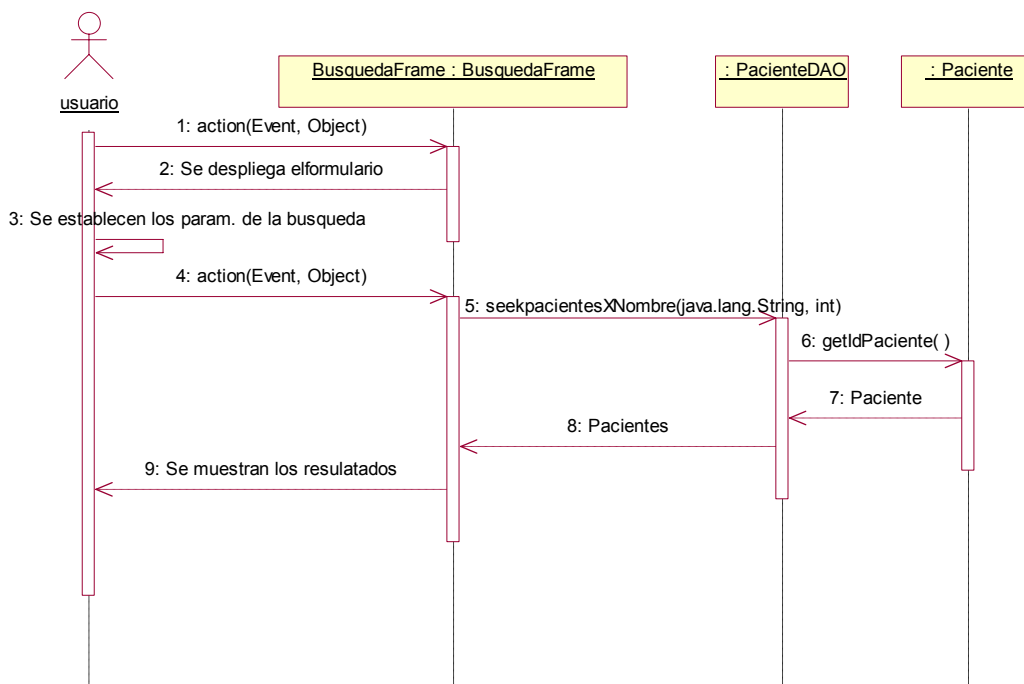 usuario
BusquedaFrame : BusquedaFrame
: PacienteDAO
: Paciente
1: action(Event, Object)
2: Se despliega elformulario
3: Se establecen los param. de la busqueda
4: action(Event, Object)
5: seekpacientesXNombre(java.lang.String, int)
6: getIdPaciente( )
7: Paciente
8: Pacientes
9: Se muestran los resulatados